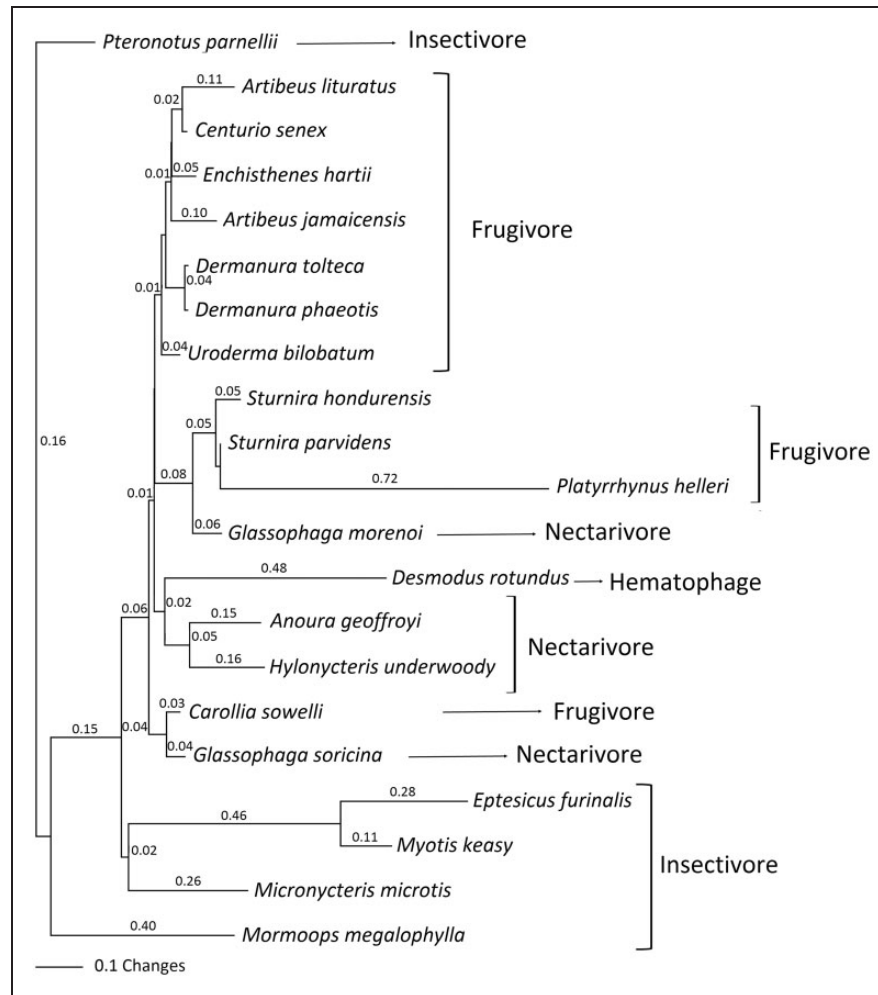 Pteronotus parnellii Insectivore
0.11 Artibeus lituratus
0.02
Centurio senex
0.01 0.05 Enchisthenes hartii
0.10 Artibeus jamaicensis
Frugivore
Dermanura tolteca
0.04
0.01
Dermanura phaeotis
0.04 Uroderma bilobatum
0.05 Sturnira hondurensis
0.05
0.16
Sturnira parvidens
Frugivore
0.08
0.72 Platyrrhynus helleri
0.01
0.06 Glassophaga morenoi Nectarivore
0.48 Desmodus rotundus Hematophage
0.06 0.02
0.15 Anoura geoffroyi
0.05
Nectarivore
0.16 Hylonycteris underwoody
0.03 Carollia sowelli Frugivore
0.15 0.04
0.04 Glassophaga soricina Nectarivore
0.28 Eptesicus furinalis
0.46
0.11 Myotis keasy
0.02
Insectivore
0.26 Micronycteris microtis
0.40 Mormoops megalophylla
0.1 Changes